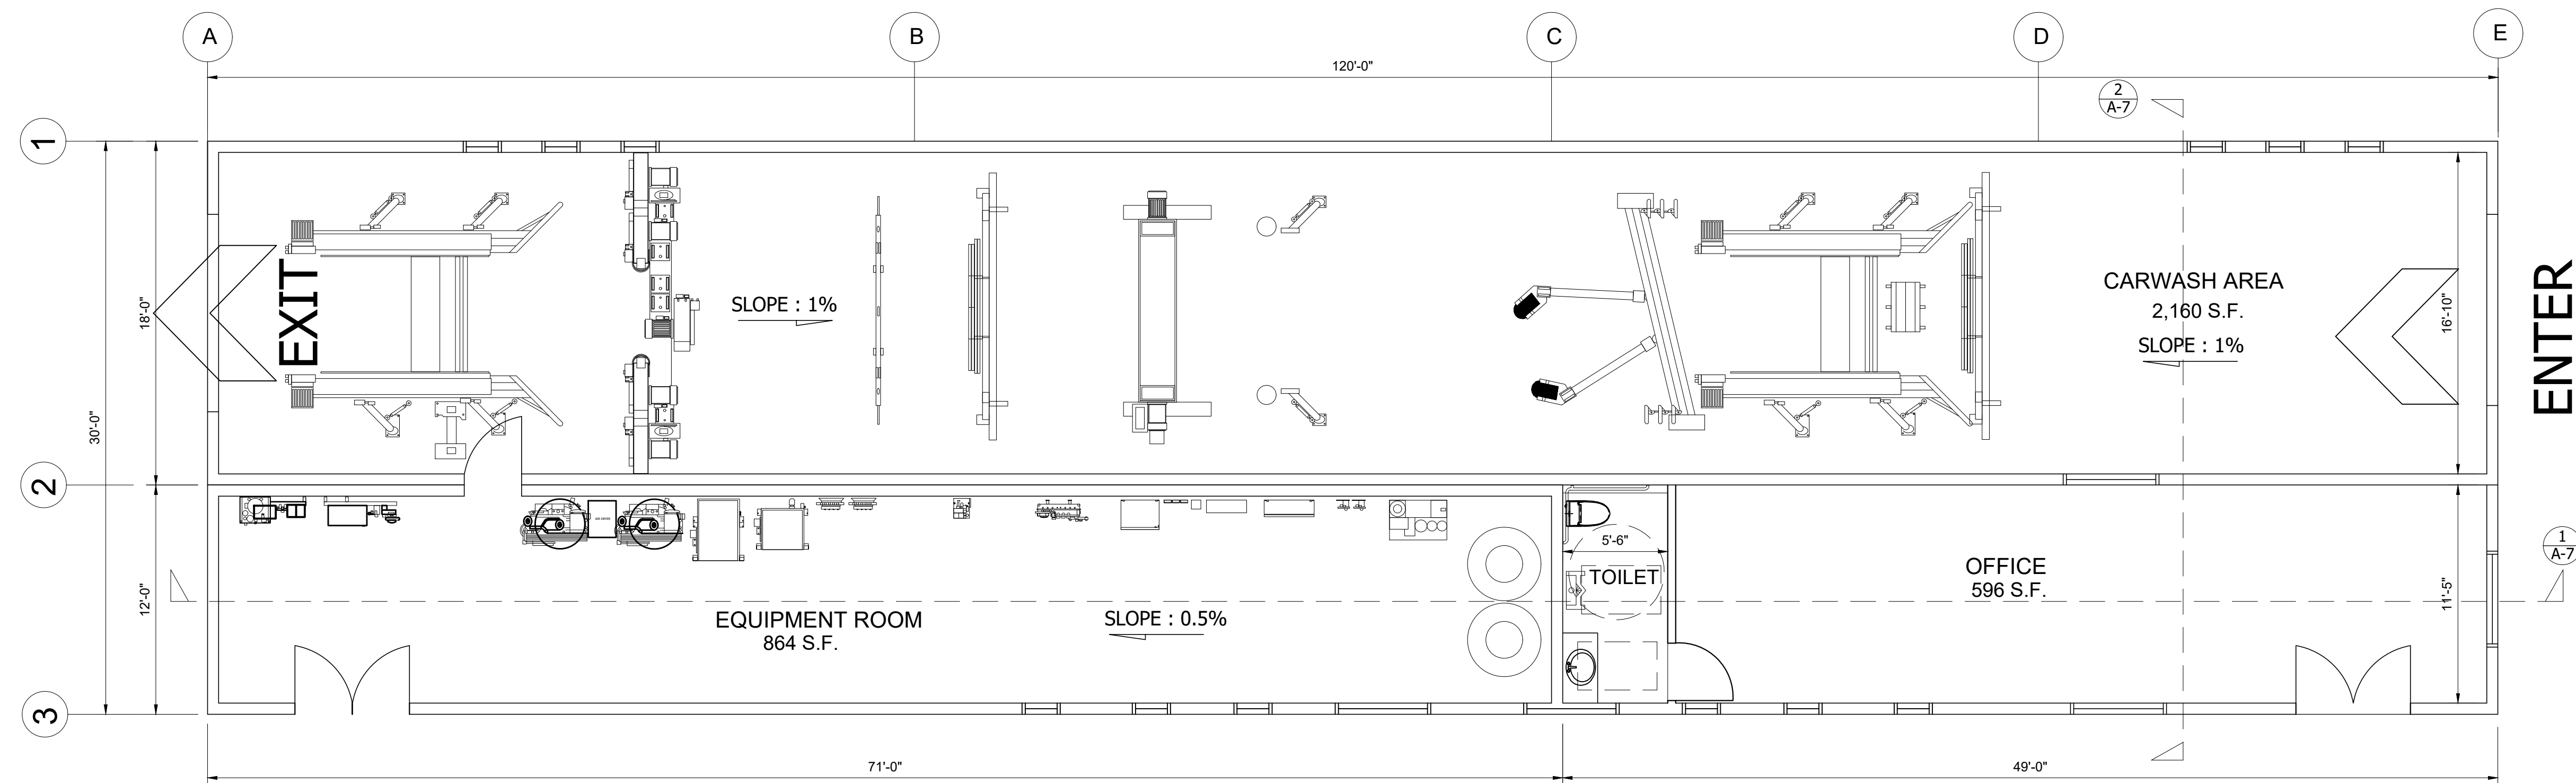 A
B
C
D
E
120'-0"
2
A-7
1
2
3
18'-0"
30'-0"
12'-0"
EXIT
SLOPE : 1%
CARWASH AREA
2,160 S.F.
SLOPE : 1%
16'-10"
ENTER
EQUIPMENT ROOM
864 S.F.
SLOPE : 0.5%
5'-6"
TOILET
OFFICE
596 S.F.
11'-5"
1
A-7
71'-0"
49'-0"